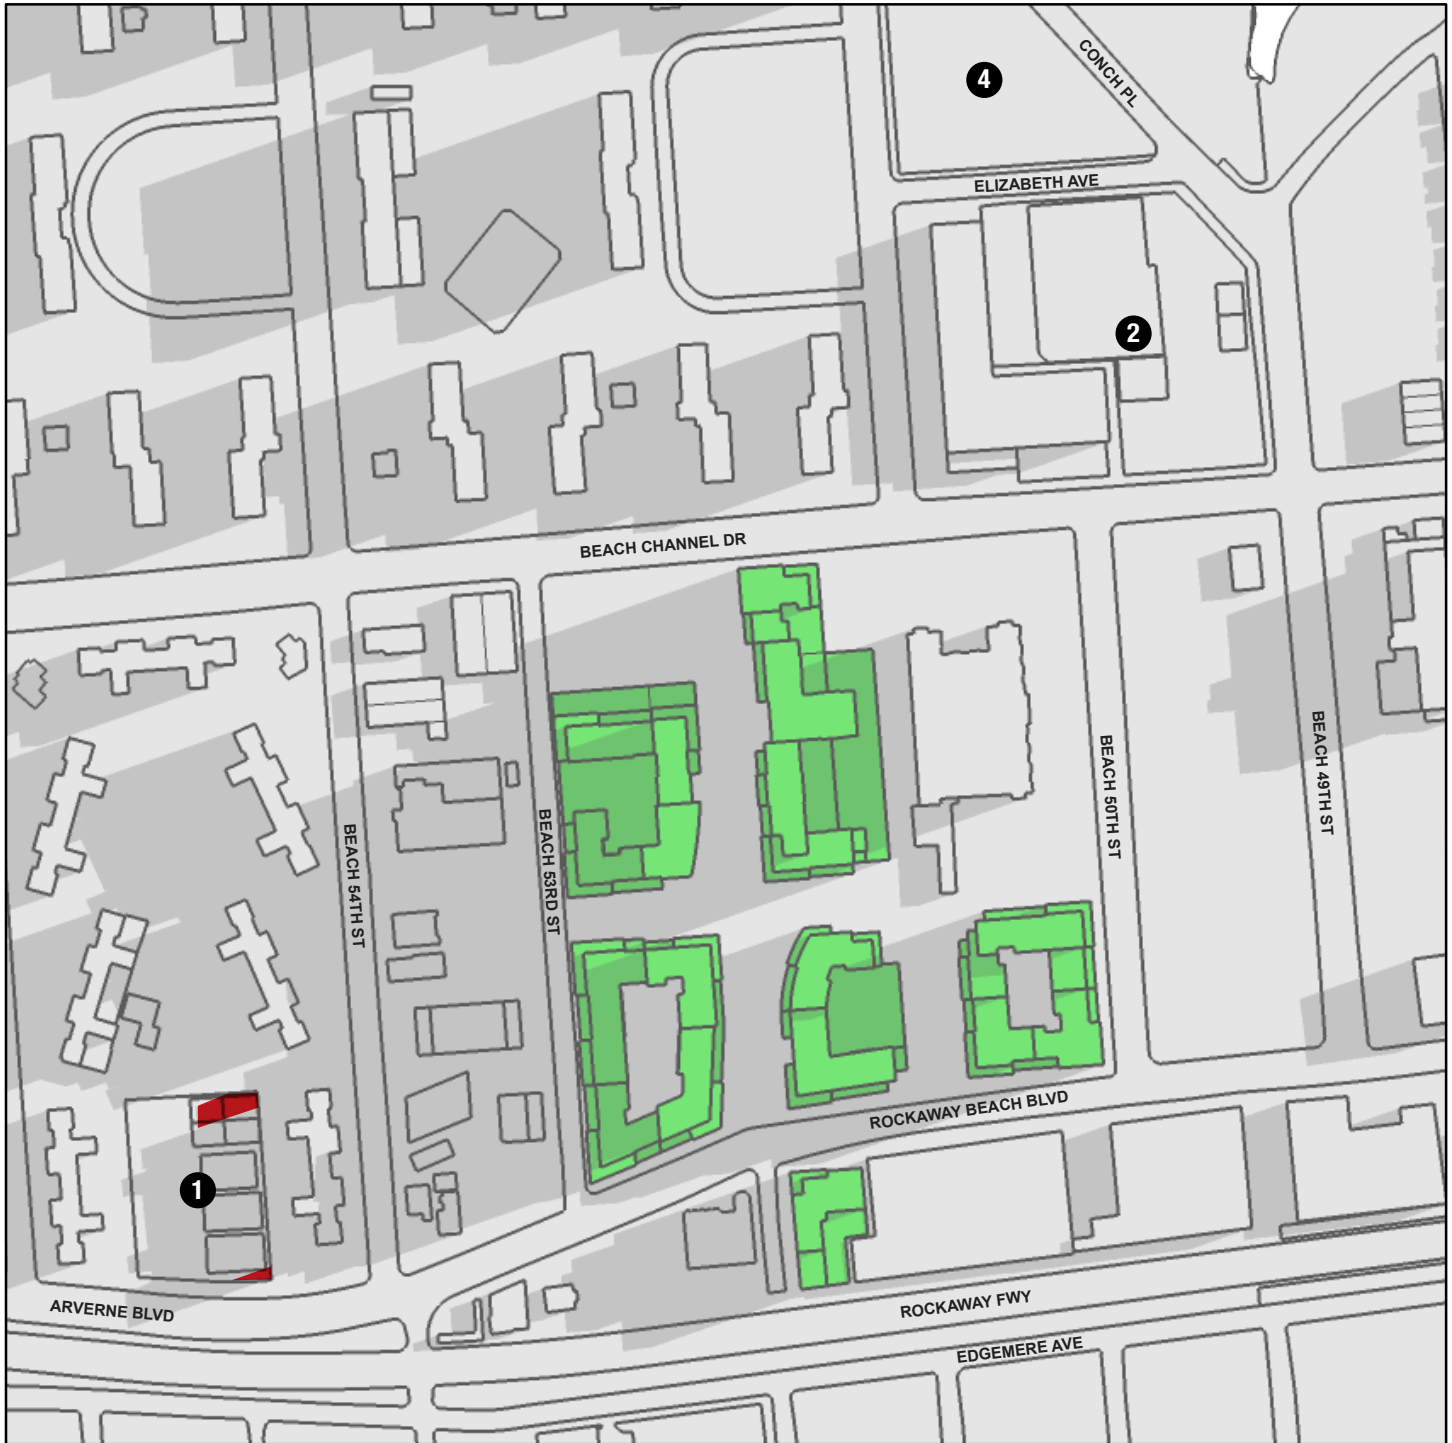 4
CONCH PL
ELIZABETH AVE
2
BEACH CHANNEL DR
BEACH 54TH ST
BEACH 53RD ST
BEACH 50TH ST
BEACH 49TH ST
ROCKAWAY BEACH BLVD
1
ARVERNE BLVD
ROCKAWAY FWY
EDGEMERE AVE